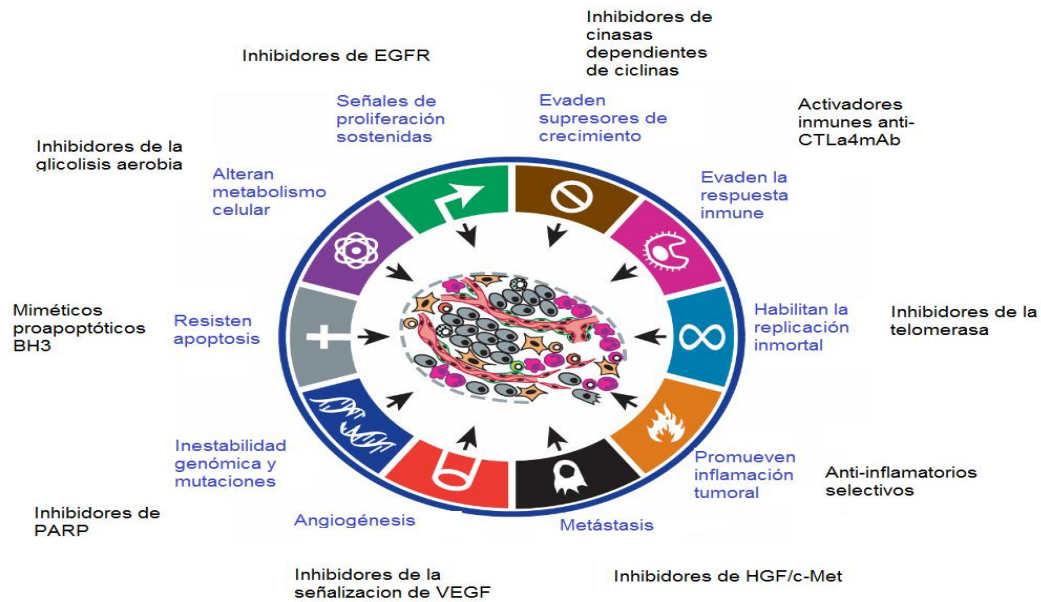 Inhibidores de EGFR
Inhibidores de
cinasas
dependientes
de ciclinas
Señales de
proliferación
sostenidas
Evaden
supresores de
crecimiento
Activadores
inmunes anti-
CTLa4mAb
Inhibidores de la
glicolisis aerobia
Alteran
metabolismo
celular
Evaden la
respuesta
inmune
Miméticos
proapoptóticos
BH3
Resisten
apoptosis
Habilitan la
replicación
inmortal
Inhibidores de la
telomerasa
Inestabilidad
genómica y
mutaciones
Promueven
inflamación
tumoral
Anti-inflamatorios
selectivos
Inhibidores de
PARP
Angiogénesis
Metástasis
Inhibidores de la
señalizacion de VEGF
Inhibidores de HGF/c-Met